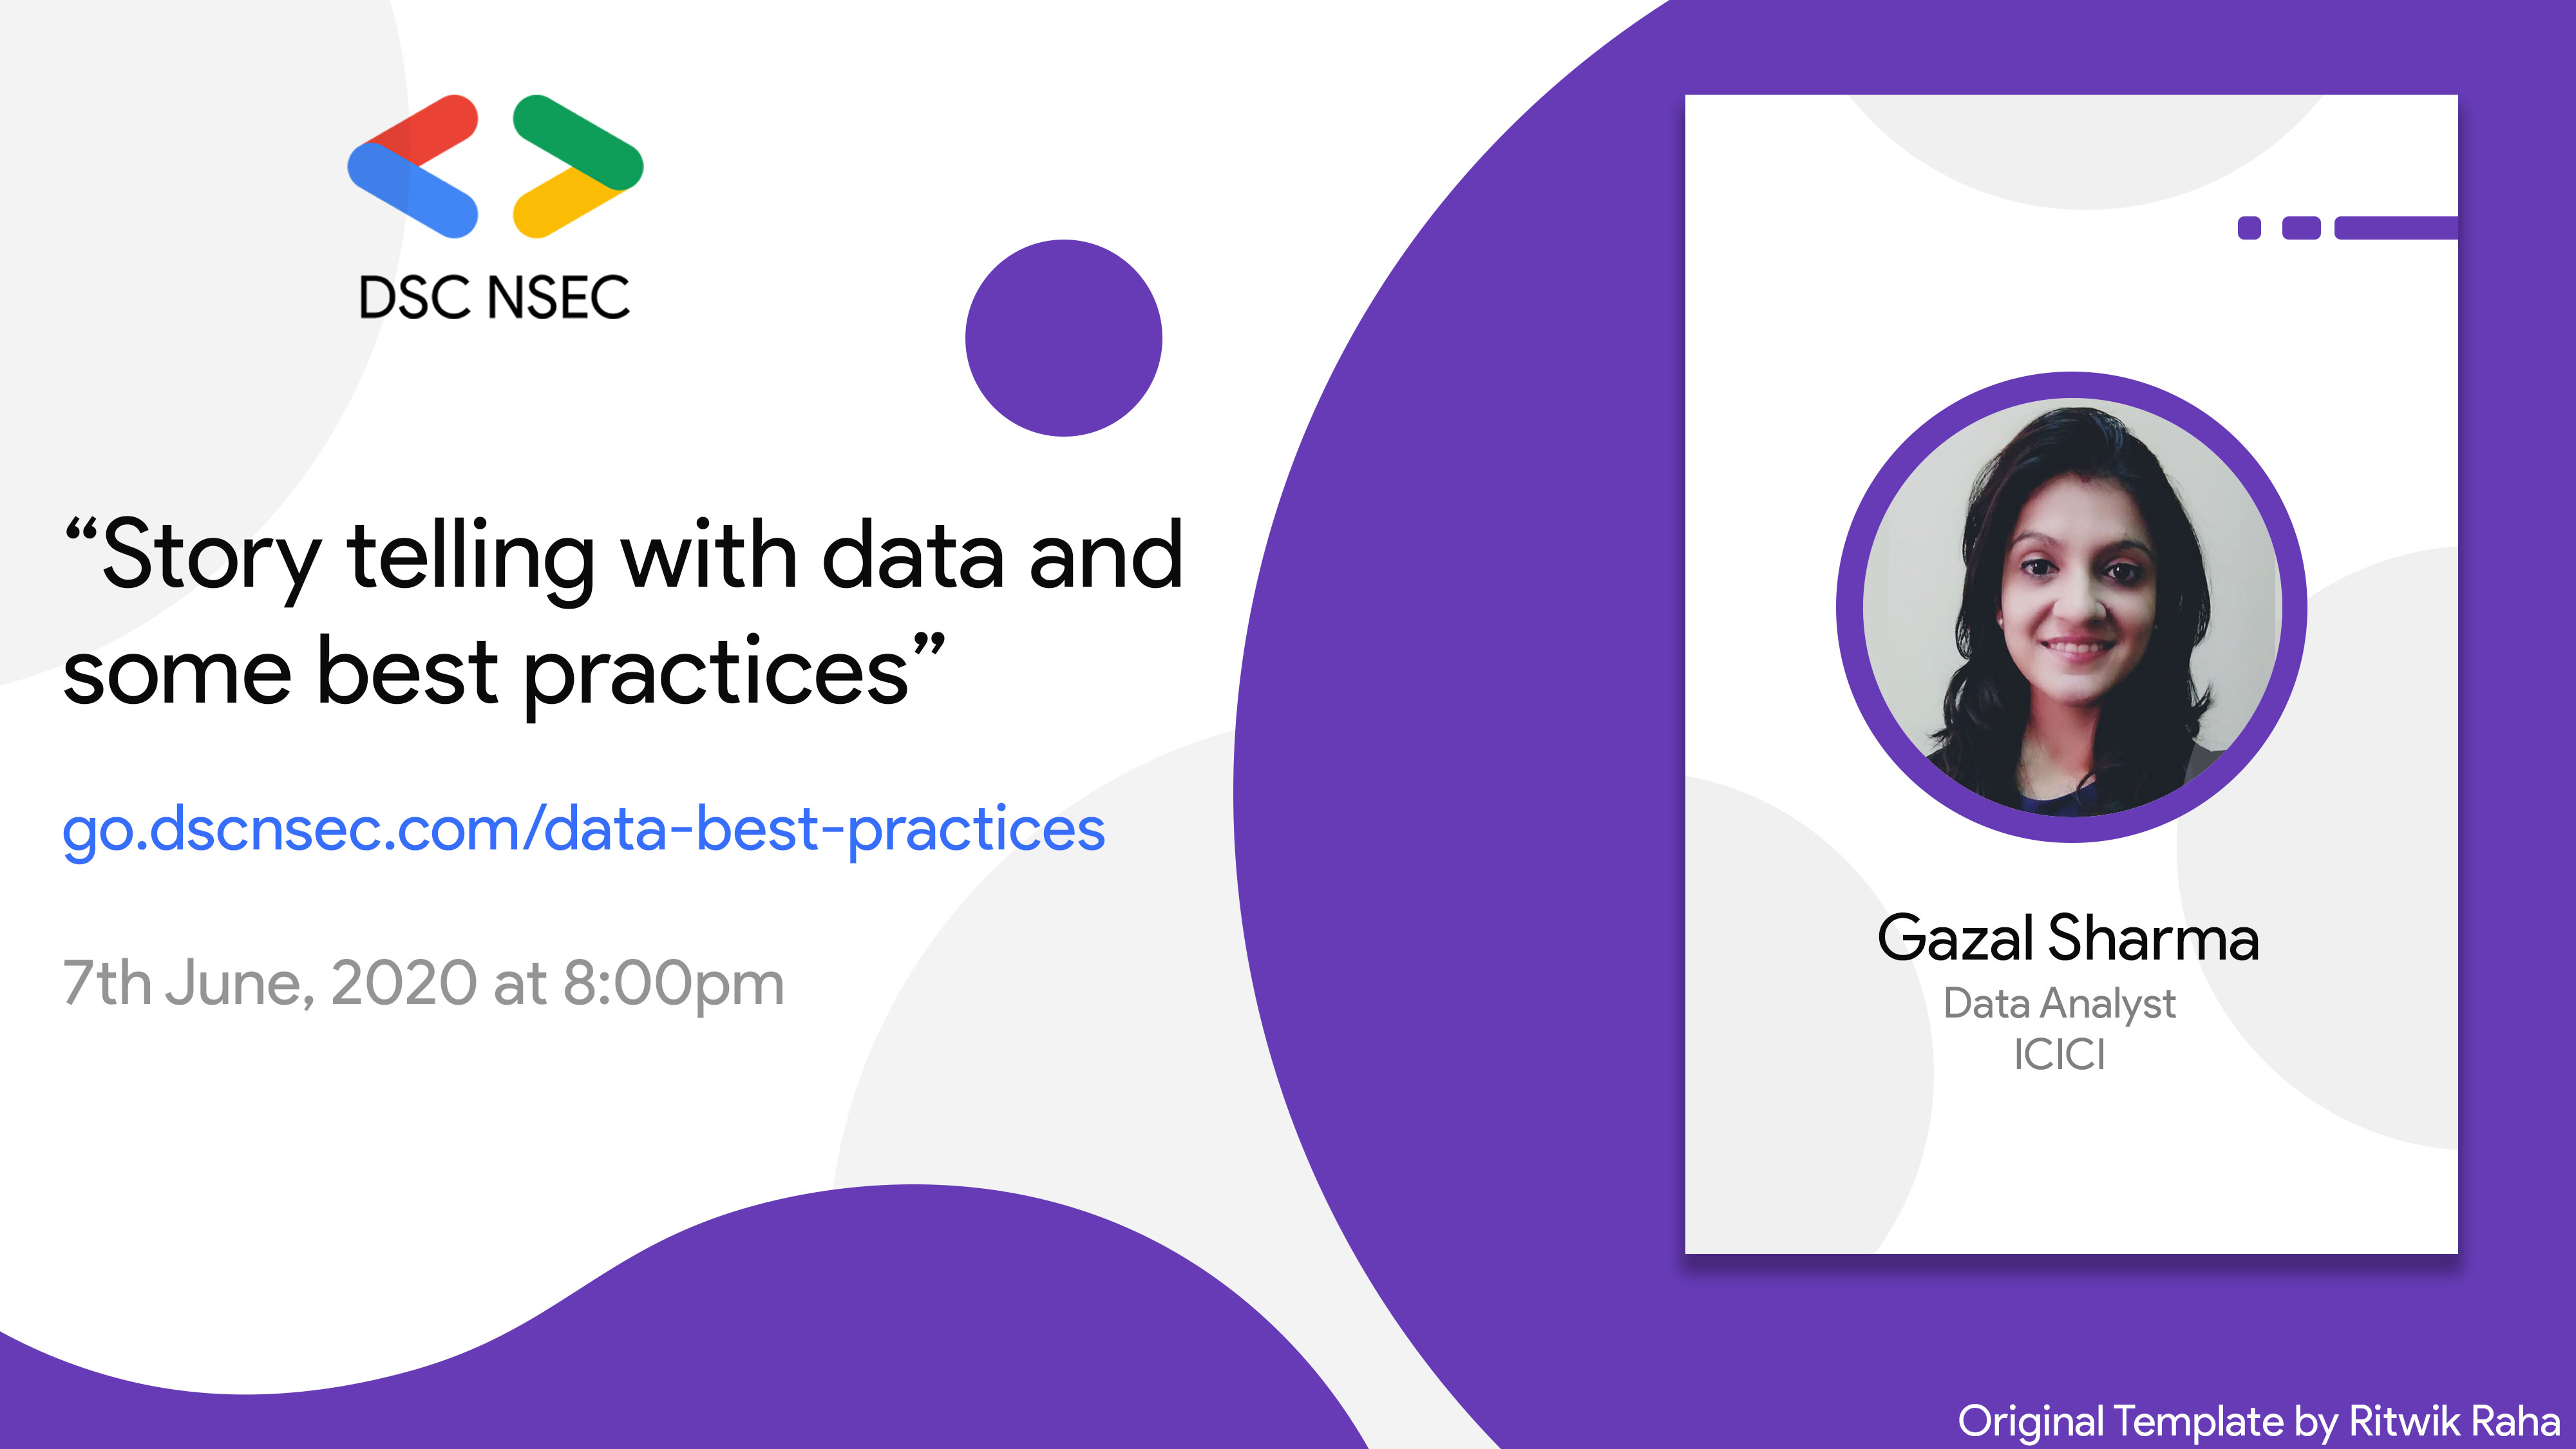 DSC NSEC
“Story telling with data and
some best practices”
go.dscnsec.com/data-best-practices
7th June, 2020 at 8:00pm
Gazal Sharma
Data Analyst
ICICI
Original Template by Ritwik Raha